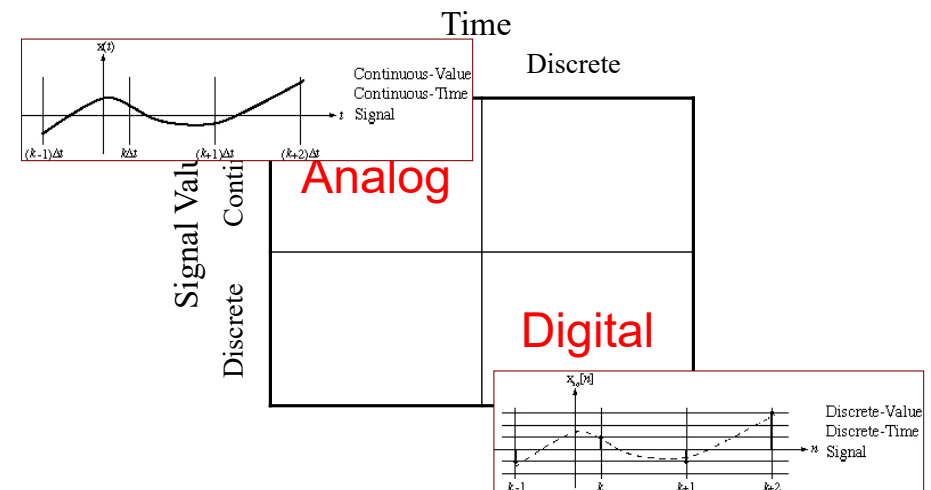 Time
Discrete
x(t)
Continuous-Value
Continuous-Time
Signal
t
(k-1)Δt kΔt (k+1)Δt (k+2)Δt
Signal Valu
Conti
Analog
Discrete
Digital
[n]
Discrete-Value
Discrete-Time
Signal
n
k-1 k k+1 k+2